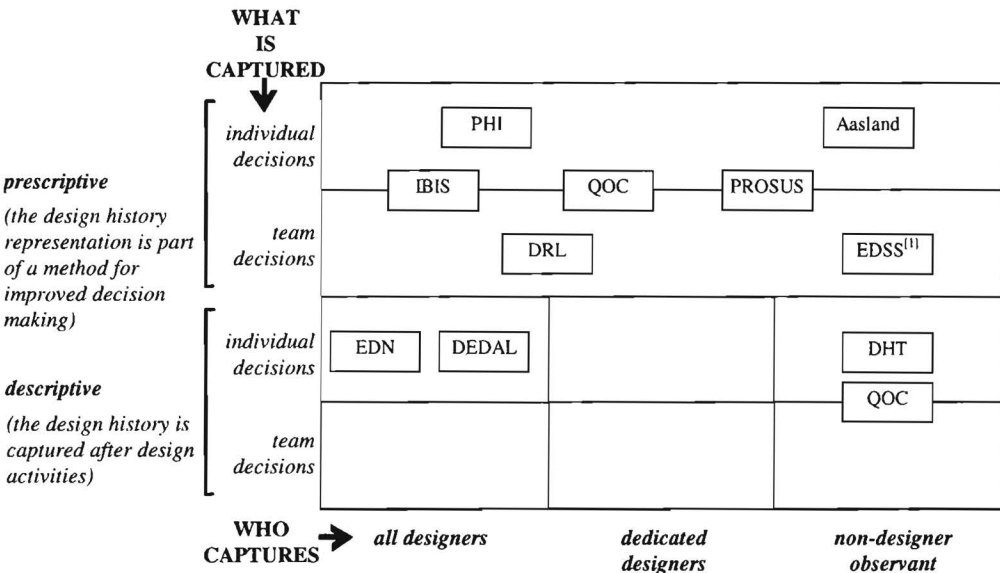 WHAT
IS
CAPTURED
individual
decisions
PHI
Aasland
prescriptive
(the design history
representation is part
of a method for
improved decision
making)
IBIS
QOC
PROSUS
team
decisions
DRL
EDSS[1]
individual
decisions
EDN
DEDAL
DHT
descriptive
(the design history is
captured after design
activities)
QOC
team
decisions
WHO
CAPTURES
all designers
dedicated
designers
non-designer
observant